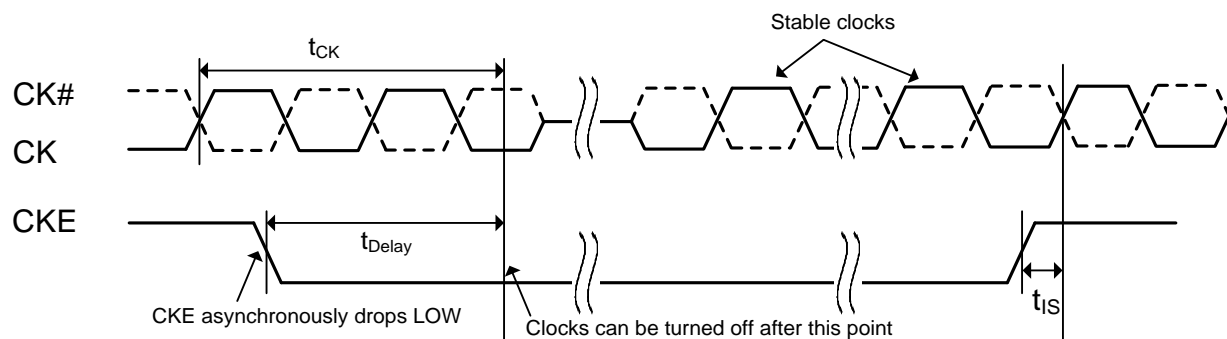 Stable clocks
tCK
CK#
CK
CKE
tDelay
tIS
CKE asynchronously drops LOW
Clocks can be turned off after this point